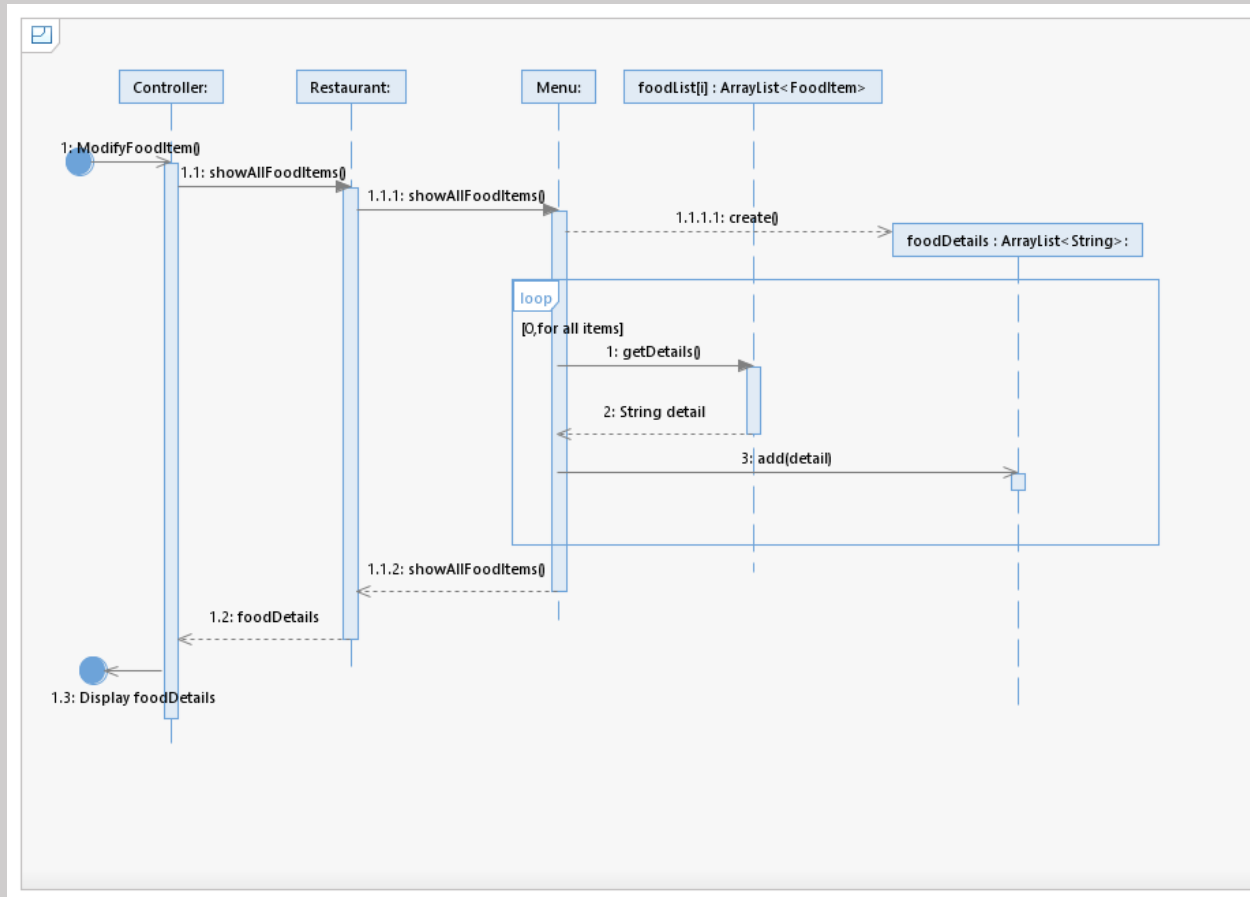 Controller:
Restaurant:
Menu:
foodList[i] : ArrayList<FoodItem>
1: ModifyFoodItem()
1.1: showAllFoodItems()
1.1.1: showAllFoodItems()
1.1.1.1: create()
foodDetails : ArrayList<String>:
loop
[0,for all items]
1: getDetails()
2: String detail
3: add(detail)
1.1.2: showAllFoodItems()
1.2: foodDetails
1.3: Display foodDetails